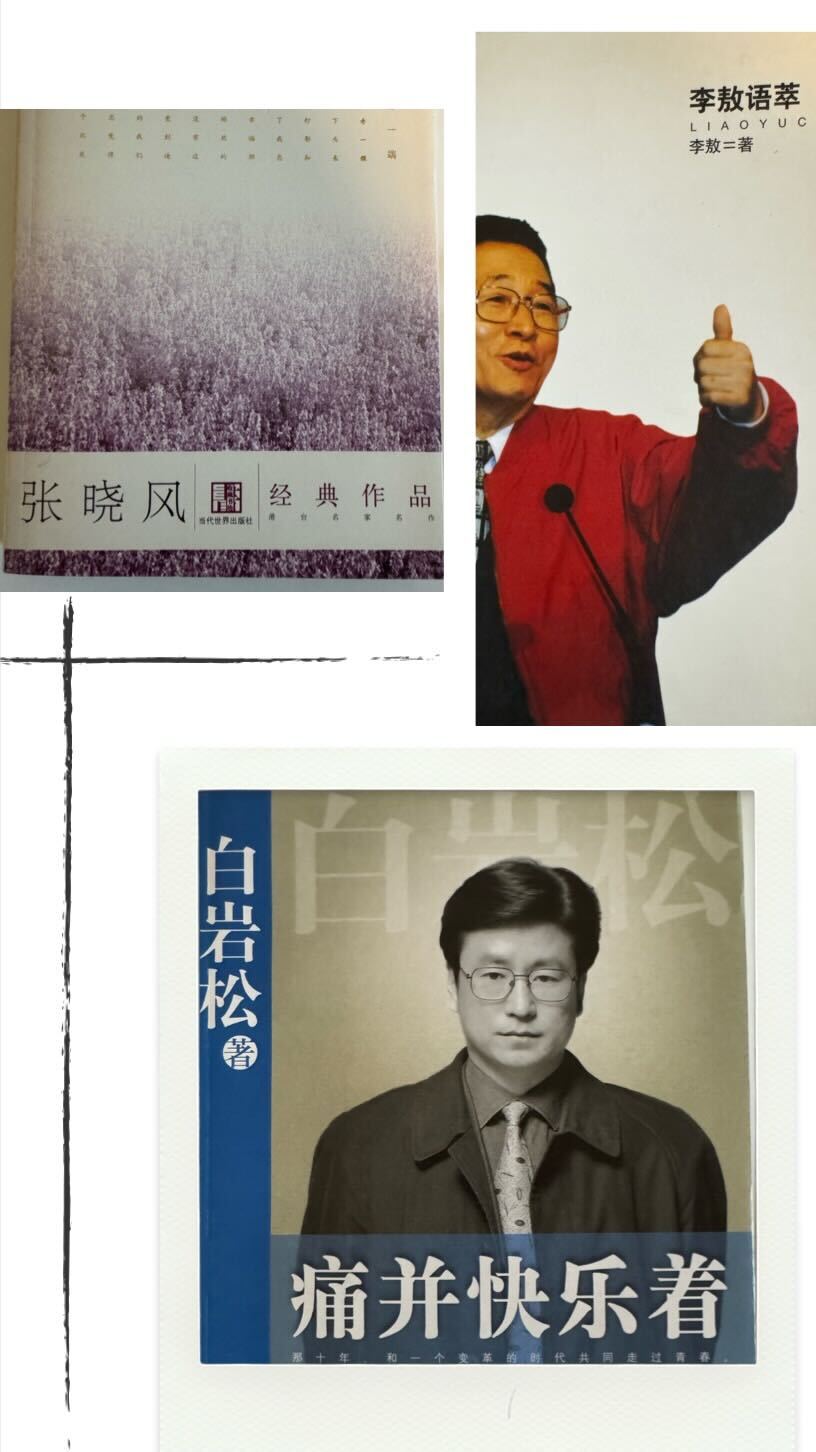 一端
张晓风
当代世界出版社
经典作品
港台名家名作
李敖语萃
LIAOYUC
李敖=著
白岩松
白岩松 著
痛并快乐着
那十年，和一个变革的时代共同走过青春。